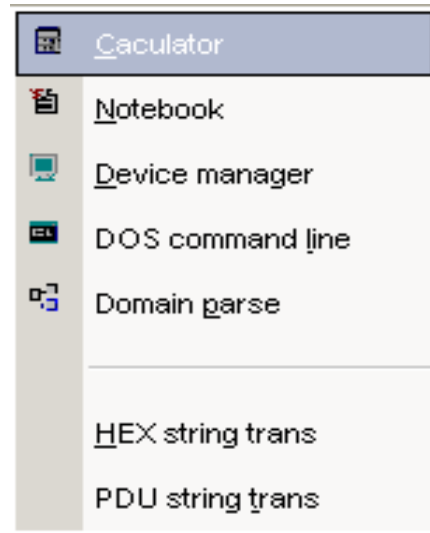 Caculator
Notebook
Device manager
DOS command line
Domain parse
HEX string trans
PDU string trans